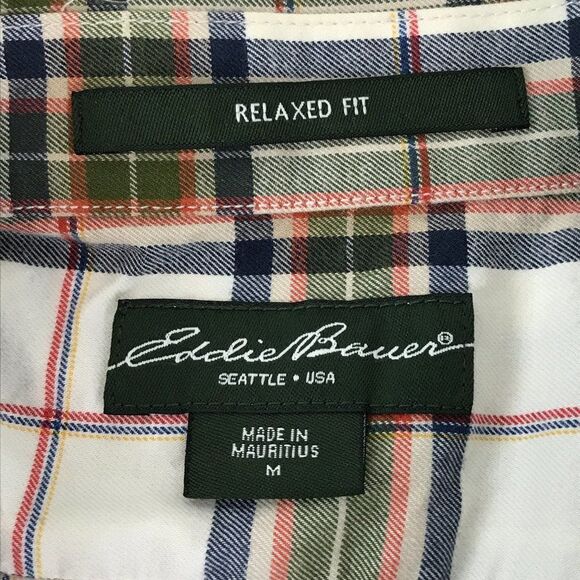 RELAXED FIT
Eddie Bauer®
SEATTLE • USA
MADE IN
MAURITIUS
M